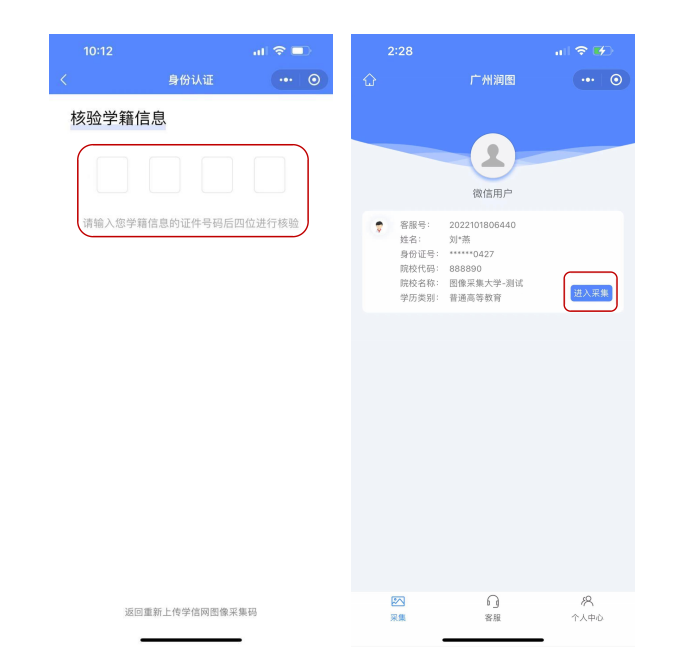 10:12
身份认证
核验学籍信息
请输入您学籍信息的证件号码后四位进行核验
返回重新上传学信网图像采集码
2:28
广州润图
微信用户
客服号: 2022101806440
姓名: 刘*燕
身份证号: ******0427
院校代码: 888890
院校名称: 图像采集大学-测试
学历类别: 普通高等教育
进入采集
采集
客服
个人中心